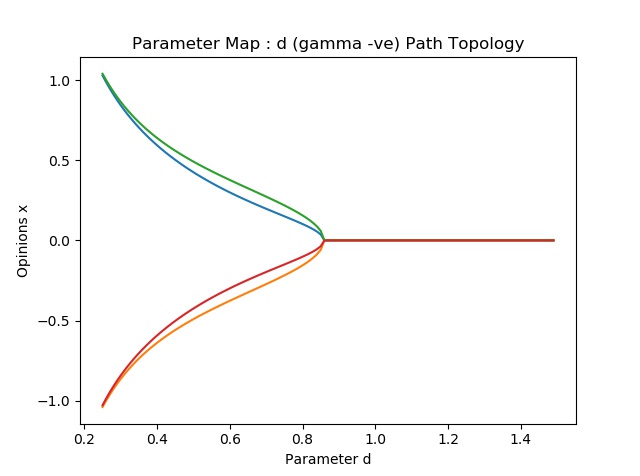 Parameter Map : d (gamma -ve) Path Topology
1.0
0.5
0.0
−0.5
−1.0
Opinions x
0.2 0.4 0.6 0.8 1.0 1.2 1.4
Parameter d